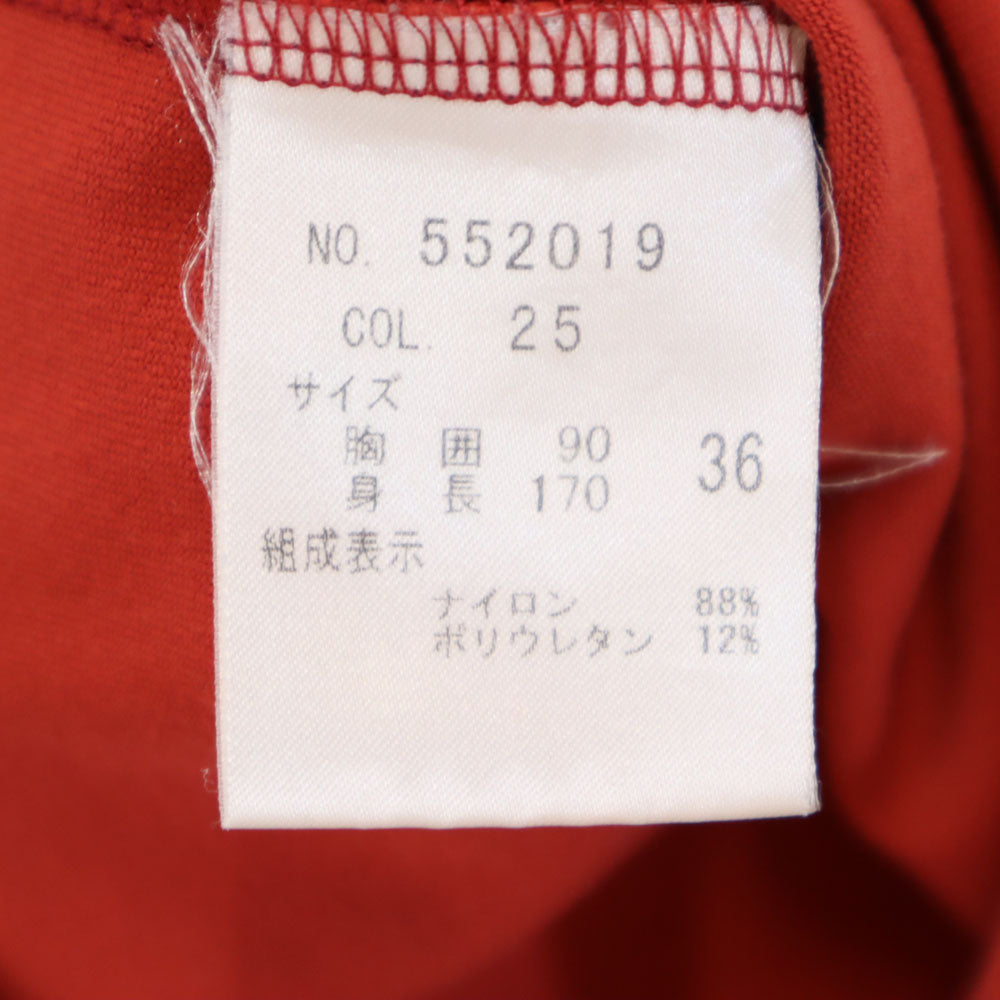 NO. 552019
COL. 25
サイズ
胸 囲 90 36
身 長 170
組成表示
ナイロン 88%
ポリウレタン 12%